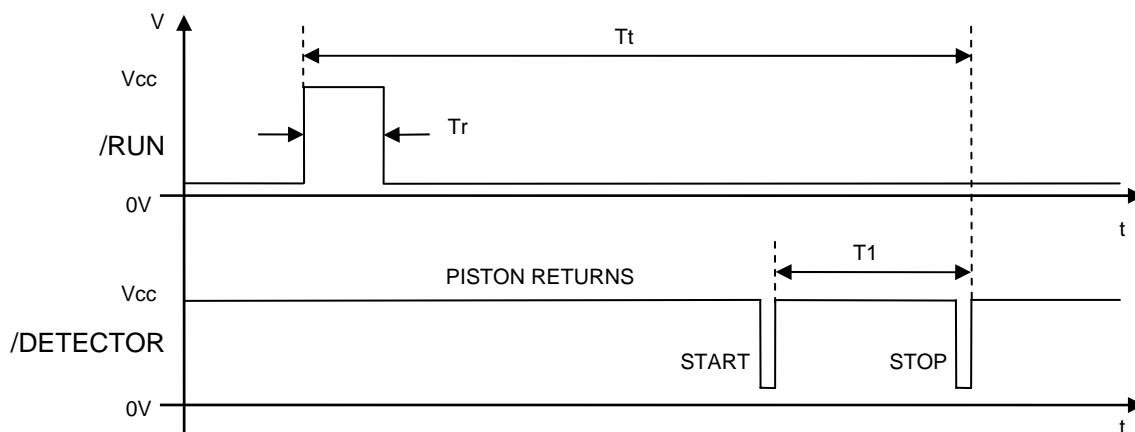 V
Tt
Vcc
Tr
/RUN
0V
t
T1
PISTON RETURNS
Vcc
/DETECTOR
START
STOP
0V
t